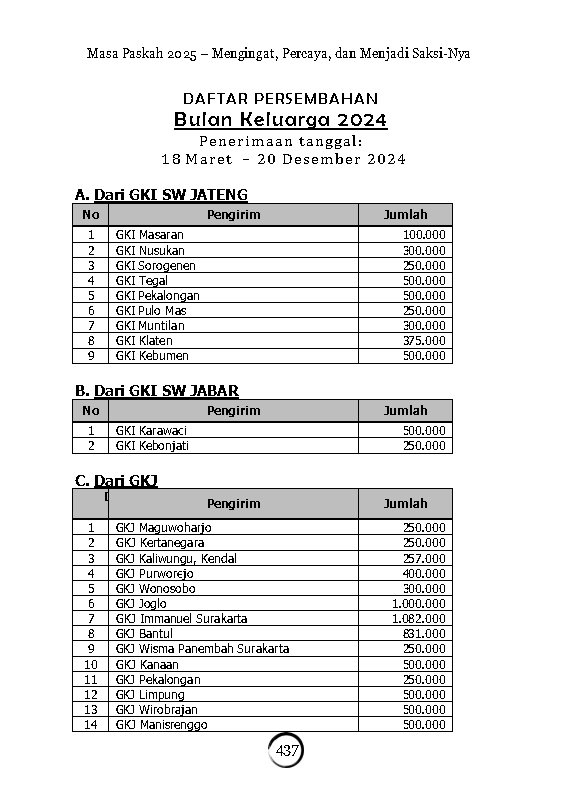 Masa Paskah 2025 – Mengingat, Percaya, dan Menjadi Saksi-Nya
DAFTAR PERSEMBAHAN
Bulan Keluarga 2024
Penerimaan tanggal:
18 Maret – 20 Desember 2024
A. Dari GKI SW JATENG
No Pengirim Jumlah
1 GKI Masaran 100.000
2 GKI Nusukan 300.000
3 GKI Sorogenen 250.000
4 GKI Tegal 500.000
5 GKI Pekalongan 500.000
6 GKI Pulo Mas 250.000
7 GKI Muntilan 300.000
8 GKI Klaten 375.000
9 GKI Kebumen 500.000
B. Dari GKI SW JABAR
No Pengirim Jumlah
1 GKI Karawaci 500.000
2 GKI Kebonjati 250.000
C. Dari GKJ
Pengirim Jumlah
1 GKJ Maguwoharjo 250.000
2 GKJ Kertanegara 250.000
3 GKJ Kaliwungu, Kendal 257.000
4 GKJ Purworejo 400.000
5 GKJ Wonosobo 300.000
6 GKJ Joglo 1.000.000
7 GKJ Immanuel Surakarta 1.082.000
8 GKJ Bantul 831.000
9 GKJ Wisma Panembah Surakarta 250.000
10 GKJ Kanaan 500.000
11 GKJ Pekalongan 250.000
12 GKJ Limpung 500.000
13 GKJ Wirobrajan 500.000
14 GKJ Manisrenggo 500.000
437